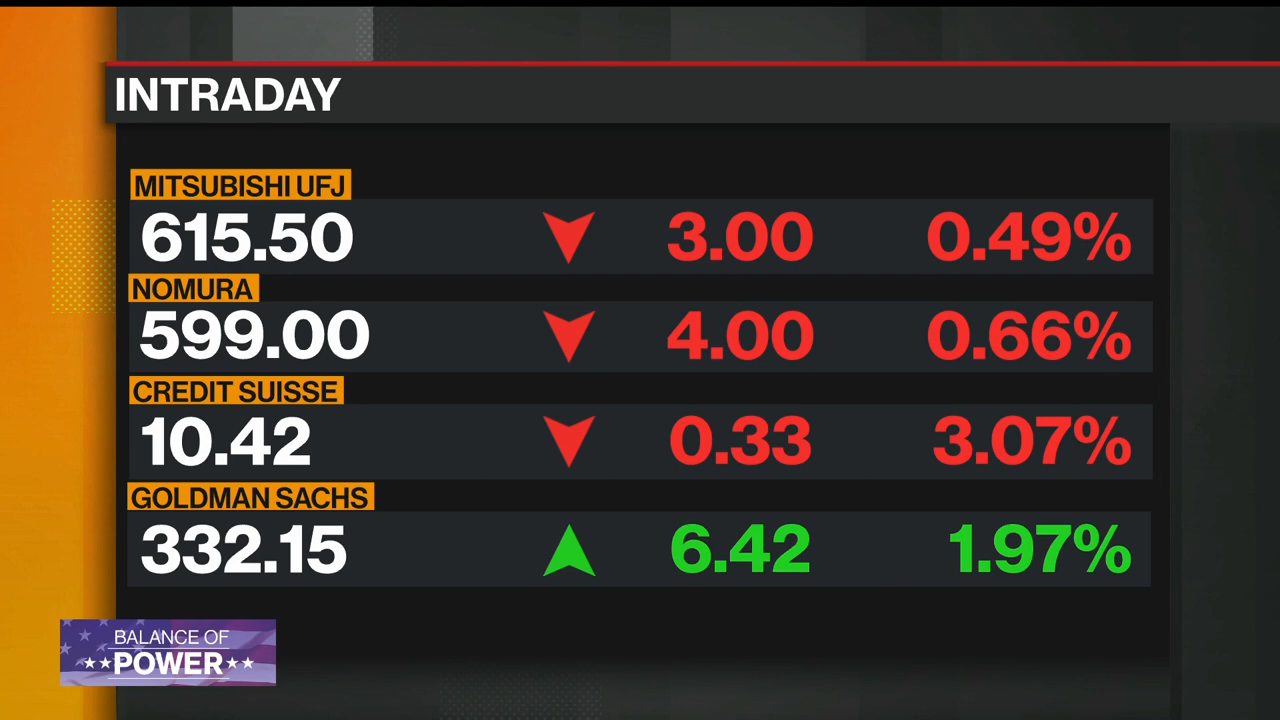 INTRADAY
MITSUBISHI UFJ
615.50 3.00 0.49%
NOMURA
599.00 4.00 0.66%
CREDIT SUISSE
10.42 0.33 3.07%
GOLDMAN SACHS
332.15 6.42 1.97%
BALANCE OF
POWER